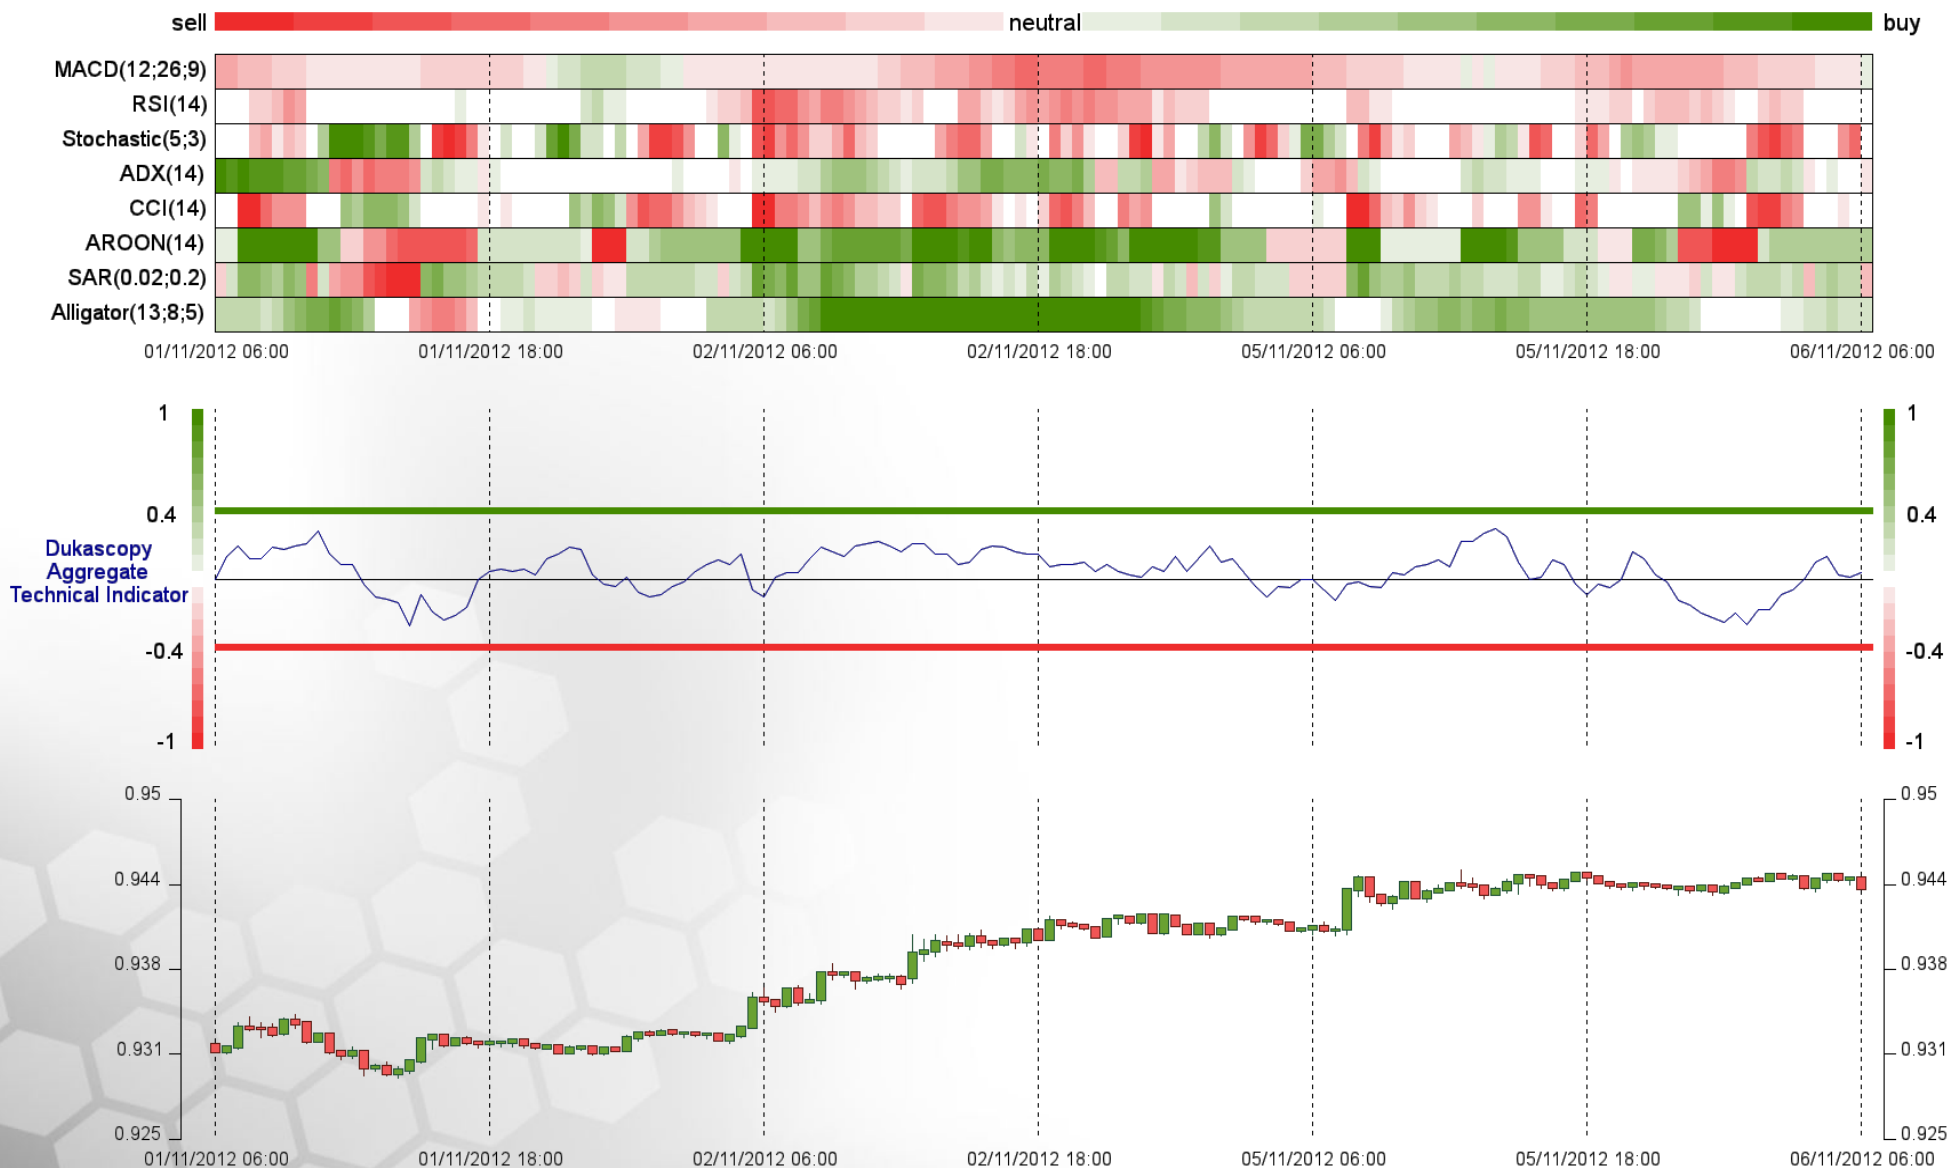 sell neutral buy
MACD(12;26;9)
RSI(14)
Stochastic(5;3)
ADX(14)
CCI(14)
AROON(14)
SAR(0.02;0.2)
Alligator(13;8;5)
01/11/2012 06:00 01/11/2012 18:00 02/11/2012 06:00 02/11/2012 18:00 05/11/2012 06:00 05/11/2012 18:00 06/11/2012 06:00
1 1
0.4 0.4
Dukascopy
Aggregate
Technical Indicator
-0.4 -0.4
-1 -1
0.95 0.95
0.944 0.944
0.938 0.938
0.931 0.931
0.925 0.925
01/11/2012 06:00 01/11/2012 18:00 02/11/2012 06:00 02/11/2012 18:00 05/11/2012 06:00 05/11/2012 18:00 06/11/2012 06:00